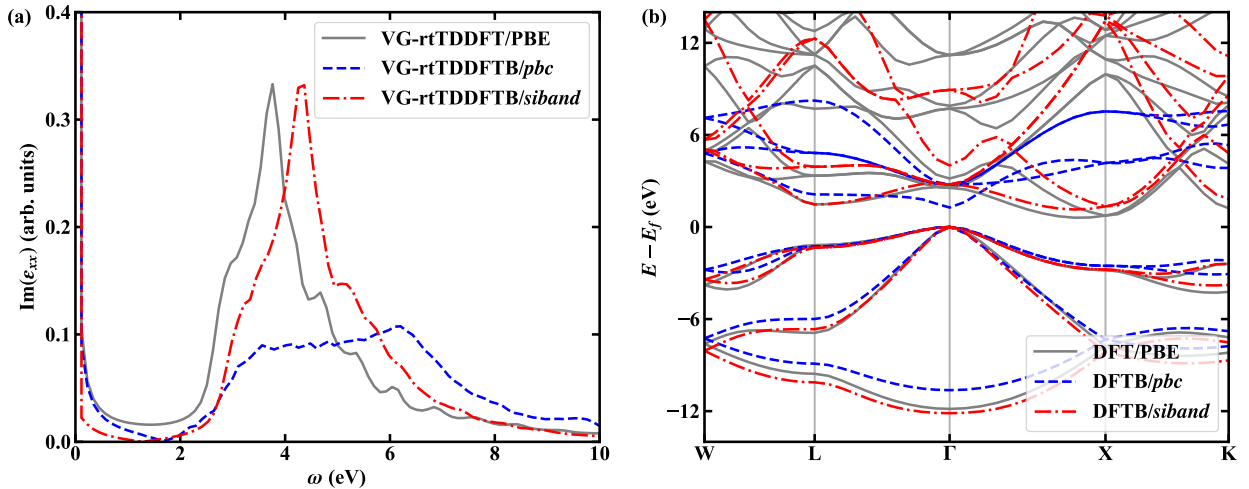 (a)
Im(ϵxx) (arb. units)
0.4
0.3
0.2
0.1
0.0
0
2
4
6
8
10
ω (eV)
VG-rtTDDFT/PBE
VG-rtTDDFTB/pbc
VG-rtTDDFTB/siband
(b)
E − Ef (eV)
12
6
0
−6
−12
W
L
Γ
X
K
DFT/PBE
DFTB/pbc
DFTB/siband